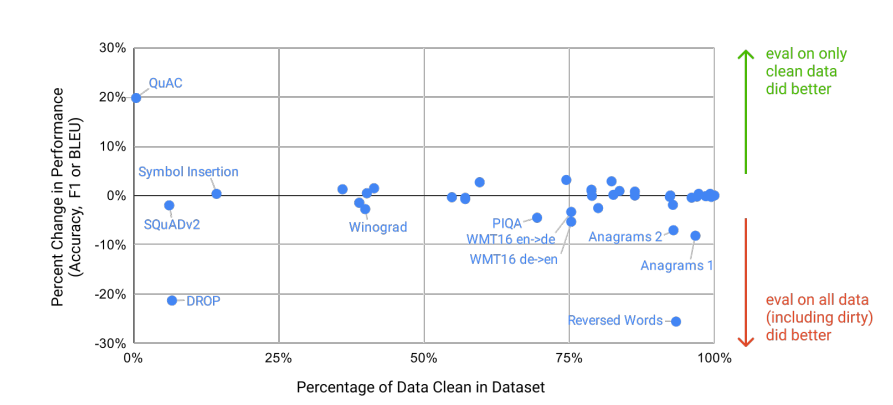 30%
20%
10%
0%
-10%
-20%
-30%
Percent Change in Performance
(Accuracy, F1 or BLEU)
QuAC
Symbol Insertion
SQuADv2
DROP
Winograd
PIQA
WMT16 en->de
WMT16 de->en
Anagrams 2
Anagrams 1
Reversed Words
0%
25%
50%
75%
100%
Percentage of Data Clean in Dataset
eval on only
clean data
did better
eval on all data
(including dirty)
did better